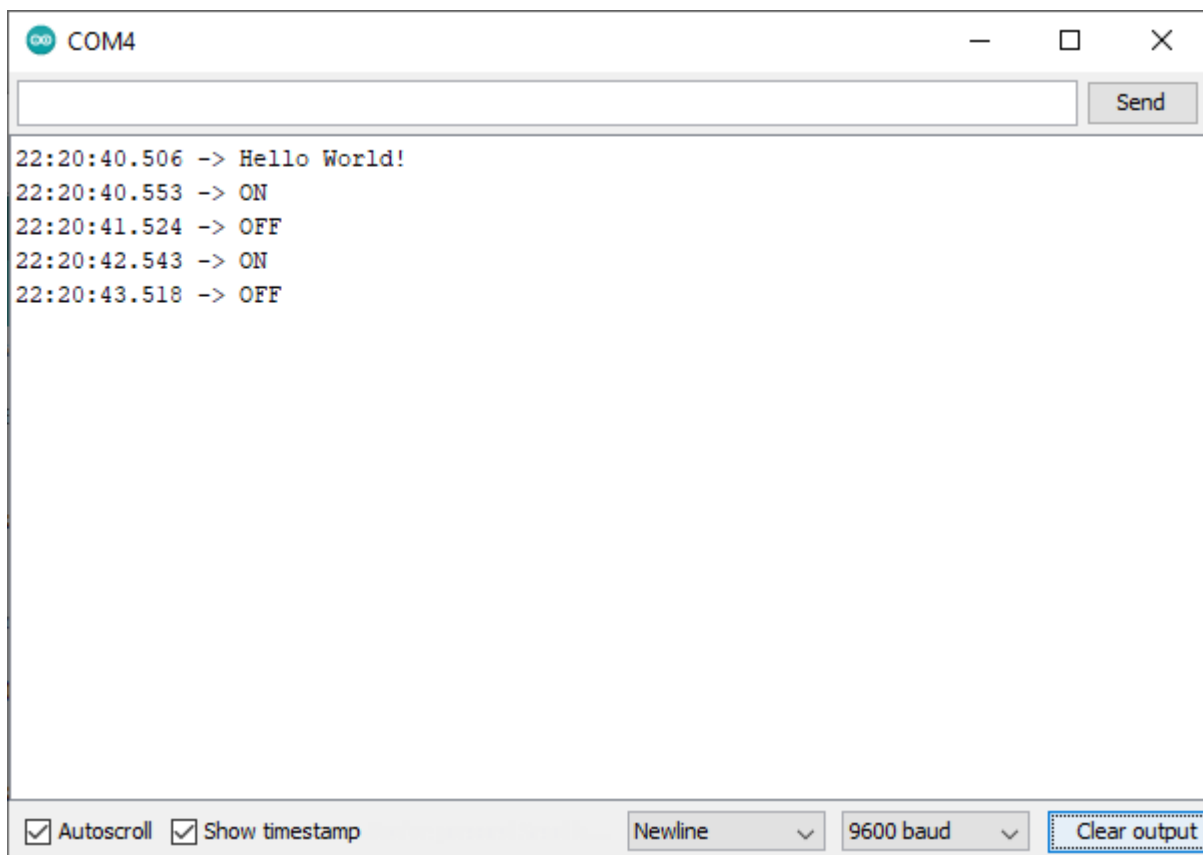 COM4
Send
22:20:40.506 -> Hello World!
22:20:40.553 -> ON
22:20:41.524 -> OFF
22:20:42.543 -> ON
22:20:43.518 -> OFF
Autoscroll Show timestamp Newline 9600 baud Clear output